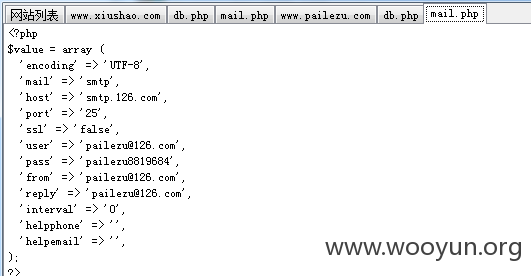 网站列表 www.xiushao.com db.php mail.php www.pailezu.com db.php mail.php
<?php
$value = array (
'encoding' => 'UTF-8',
'mail' => 'smtp',
'host' => 'smtp.126.com',
'port' => '25',
'ssl' => 'false',
'user' => 'pailezu@126.com',
'pass' => 'pailezu8819684',
'from' => 'pailezu@126.com',
'reply' => 'pailezu@126.com',
'interval' => '0',
'helpphone' => '',
'helpemail' => '',
);
?>
www.wooyun.org